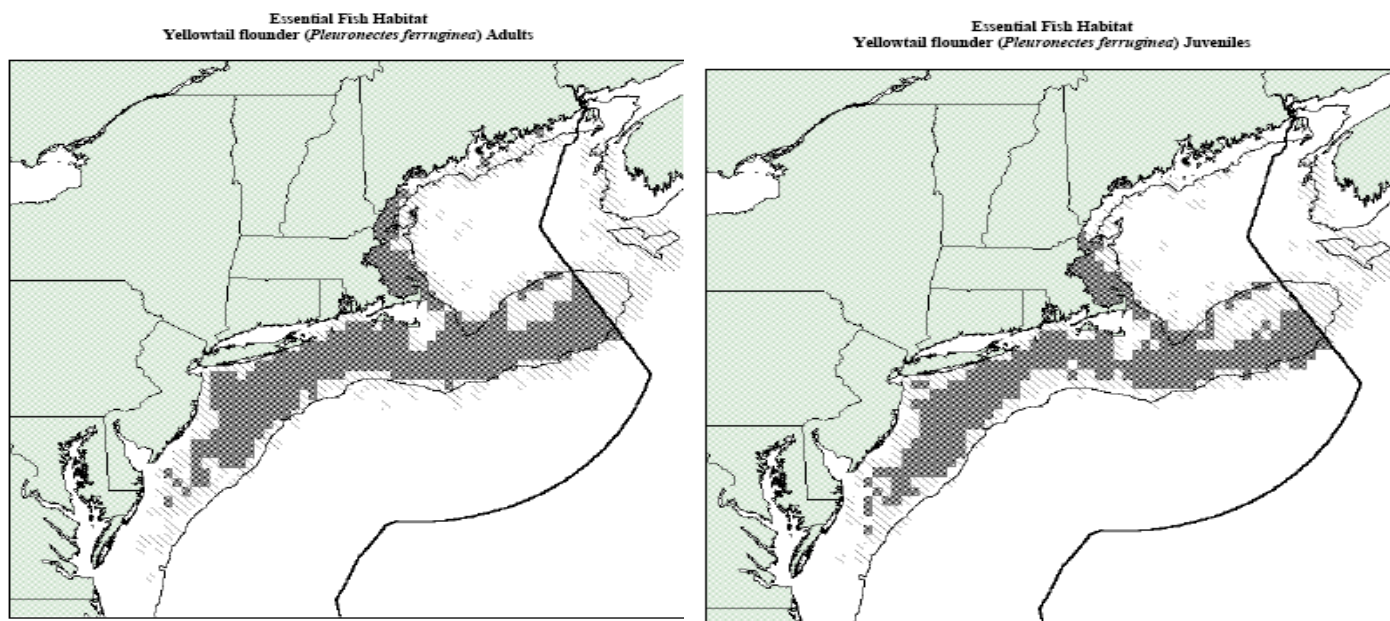 Essential Fish Habitat
Yellowtail flounder (Pleuronectes ferruginea) Adults
Essential Fish Habitat
Yellowtail flounder (Pleuronectes ferruginea) Juveniles